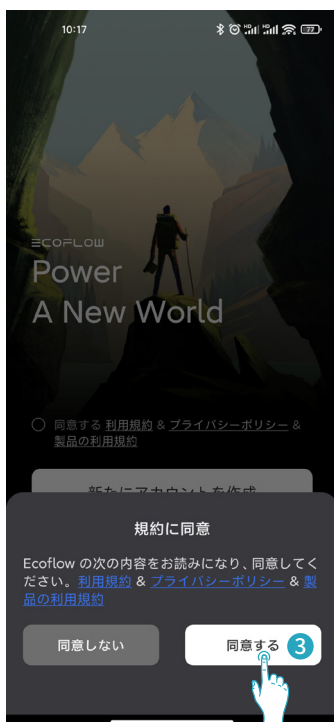 10:17
HD HD 77
ECOFLOW
Power
A New World
同意する 利用規約 & プライバシーポリシー &
製品の利用規約
新たにアカウントを作成
規約に同意
Ecoflow の次の内容をお読みになり、同意してく
ださい。利用規約 & プライバシーポリシー & 製
品の利用規約
同意しない
同意する 3